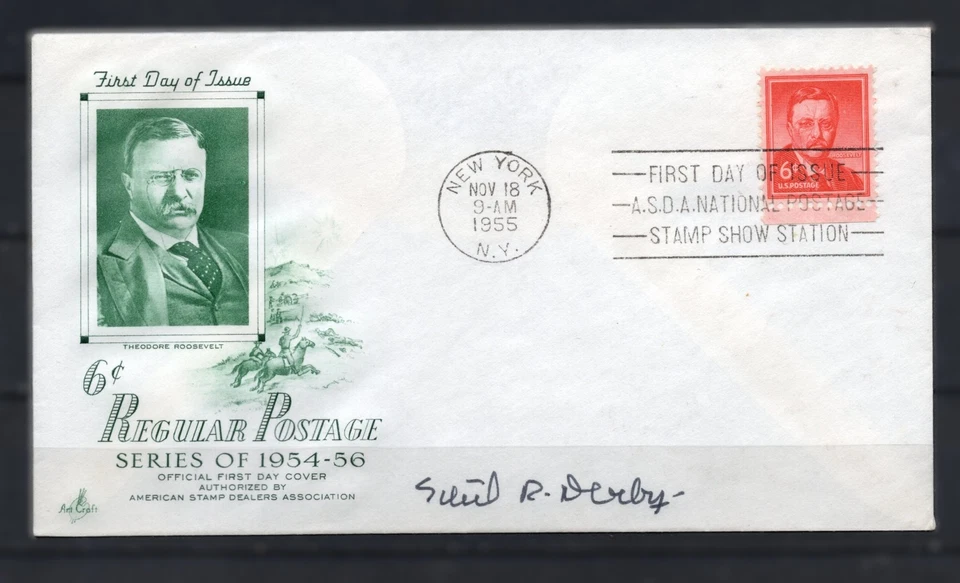 First Day of Issue
THEODORE ROOSEVELT
6¢
REGULAR POSTAGE
SERIES OF 1954-56
OFFICIAL FIRST DAY COVER
AUTHORIZED BY
AMERICAN STAMP DEALERS ASSOCIATION
Art Craft
NEW YORK
NOV 18
9-AM
1955
N.Y.
FIRST DAY OF ISSUE
A.S.D.A. NATIONAL POSTAGE
STAMP SHOW STATION
ROOSEVELT
6¢
U.S. POSTAGE
R. Derby